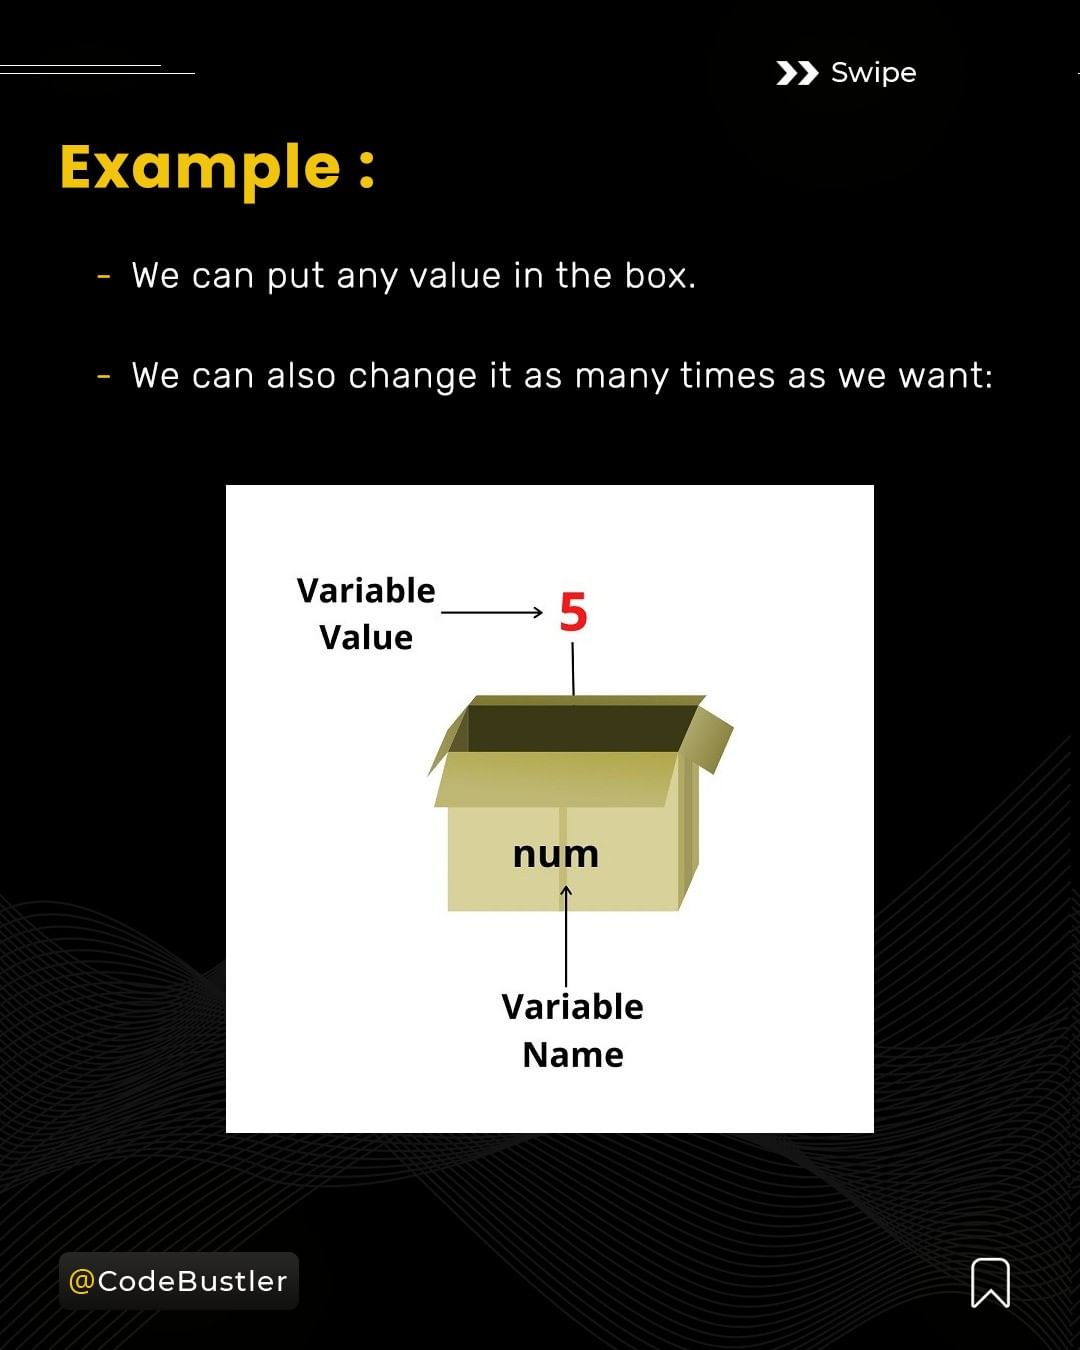 Swipe
Example :
- We can put any value in the box.
- We can also change it as many times as we want:
Variable
Value
5
num
Variable
Name
@CodeBustler